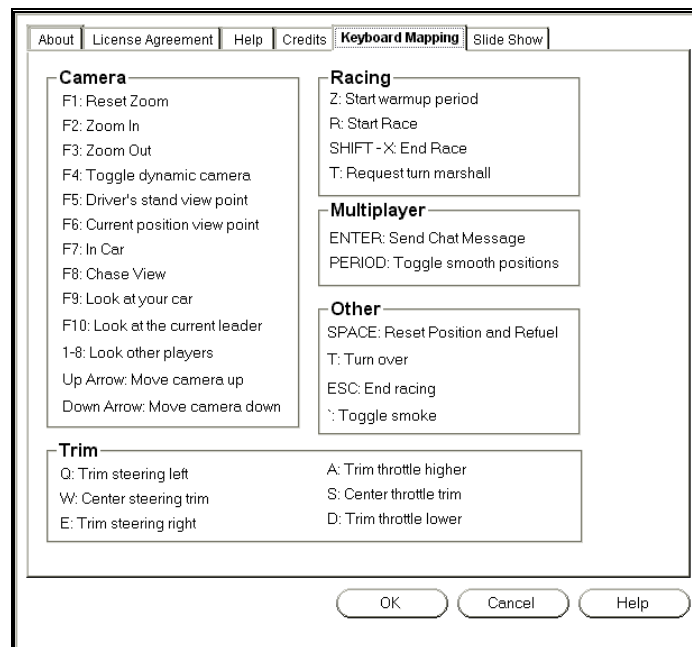 About License Agreement Help Credits Keyboard Mapping Slide Show
Camera
F1: Reset Zoom
F2: Zoom In
F3: Zoom Out
F4: Toggle dynamic camera
F5: Driver's stand view point
F6: Current position view point
F7: In Car
F8: Chase View
F9: Look at your car
F10: Look at the current leader
1-8: Look other players
Up Arrow: Move camera up
Down Arrow: Move camera down
Racing
Z: Start warmup period
R: Start Race
SHIFT - X: End Race
T: Request turn marshall
Multiplayer
ENTER: Send Chat Message
PERIOD: Toggle smooth positions
Other
SPACE: Reset Position and Refuel
T: Turn over
ESC: End racing
`: Toggle smoke
Trim
Q: Trim steering left
W: Center steering trim
E: Trim steering right
A: Trim throttle higher
S: Center throttle trim
D: Trim throttle lower
OK Cancel Help